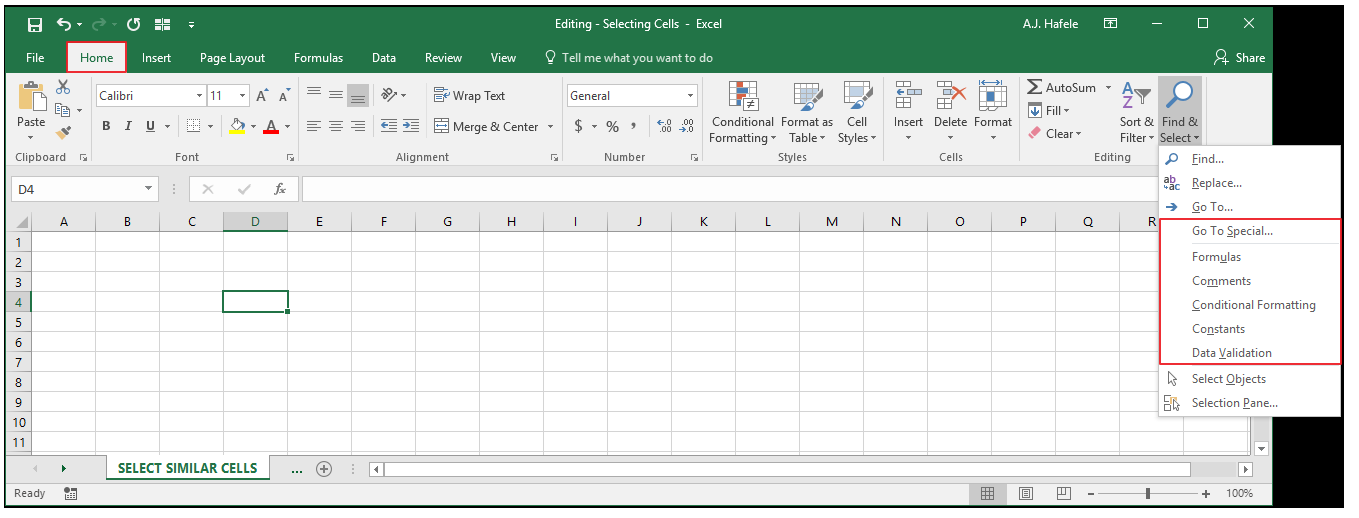 Editing - Selecting Cells - Excel
A.J. Hafele
File Home Insert Page Layout Formulas Data Review View Tell me what you want to do Share
Paste
Clipboard
Calibri 11
B I U A
Font
Wrap Text
Merge & Center
Alignment
General
$ % ,
Number
Conditional Formatting
Format as Table
Cell Styles
Styles
Insert Delete Format
Cells
AutoSum
Fill
Clear
Sort & Filter
Find & Select
Editing
Find...
Replace...
Go To...
Go To Special...
Formulas
Comments
Conditional Formatting
Constants
Data Validation
Select Objects
Selection Pane...
D4 fx
A B C D E F G H I J K L M N O P Q R
1
2
3
4
5
6
7
8
9
10
11
SELECT SIMILAR CELLS ...
Ready 100%